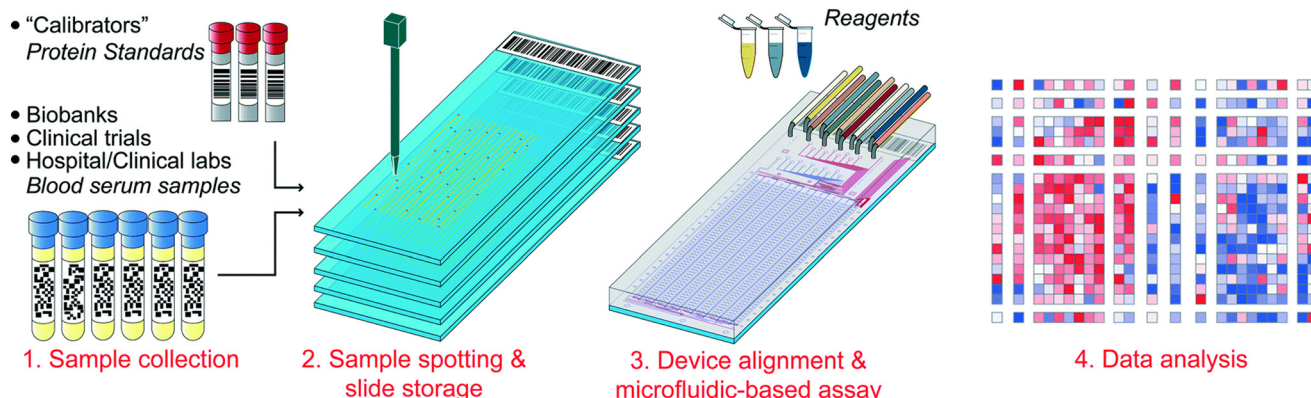 • “Calibrators”
Protein Standards
• Biobanks
• Clinical trials
• Hospital/Clinical labs
Blood serum samples
1. Sample collection
2. Sample spotting &
slide storage
Reagents
3. Device alignment &
microfluidic-based assay
4. Data analysis